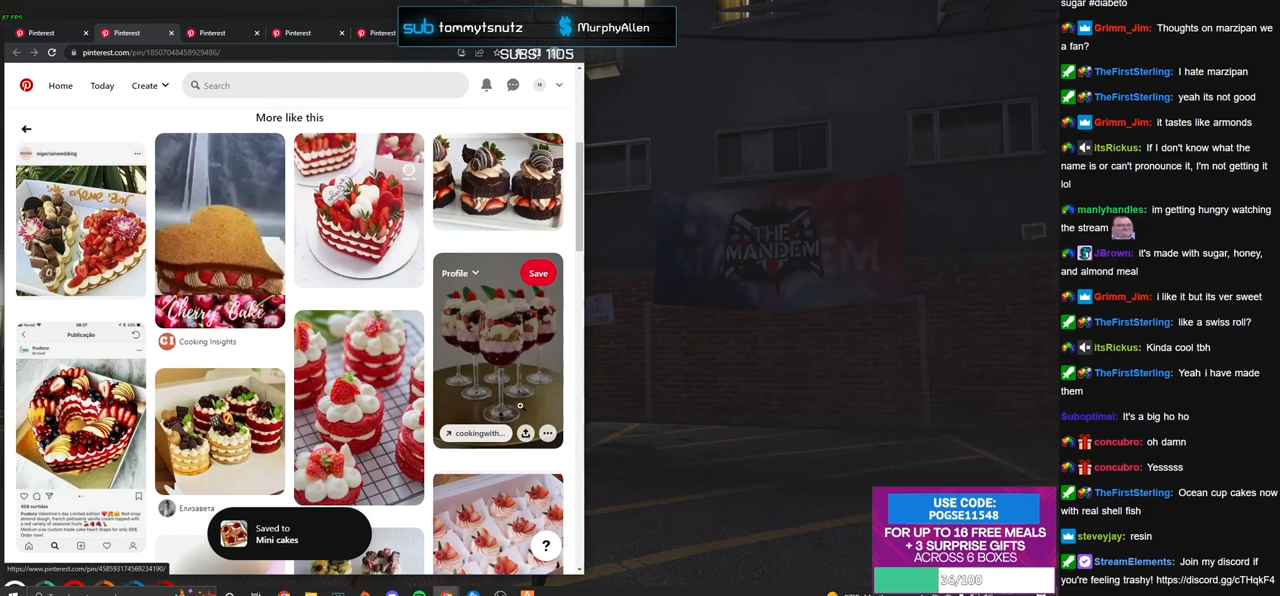 87 FPS
Pinterest
Pinterest
Pinterest
Pinterest
Pinterest
sub tommytsnutz
MurphyAllen
SUBS: 1105
pinterest.com/pin/18507048458929486/
Home
Today
Create
Search
H
More like this
nigerianwedding
Profile
Save
Cherry Cake
Cooking Insights
Publicação
frudeco
cookingwith...
458 curtidas
Елизавета
Saved to
Mini cakes
?
https://www.pinterest.com/pin/458593174569234190/
THE
MANDEM
USE CODE:
POGSE11548
FOR UP TO 16 FREE MEALS
+ 3 SURPRISE GIFTS
ACROSS 6 BOXES
36/100
sugar #diabeto
Grimm_Jim: Thoughts on marzipan we
a fan?
TheFirstSterling: I hate marzipan
TheFirstSterling: yeah its not good
Grimm_Jim: it tastes like armonds
itsRickus: If I don't know what the
name is or can't pronounce it, I'm not getting it
lol
manlyhandles: im getting hungry watching
the stream
JBrown: it's made with sugar, honey,
and almond meal
Grimm_Jim: i like it but its ver sweet
TheFirstSterling: like a swiss roll?
itsRickus: Kinda cool tbh
TheFirstSterling: Yeah i have made
them
Suboptimal: It's a big ho ho
concubro: oh damn
concubro: Yesssss
TheFirstSterling: Ocean cup cakes now
with real shell fish
steveyjay: resin
StreamElements: Join my discord if
you're feeling trashy! https://discord.gg/cTHqkF4